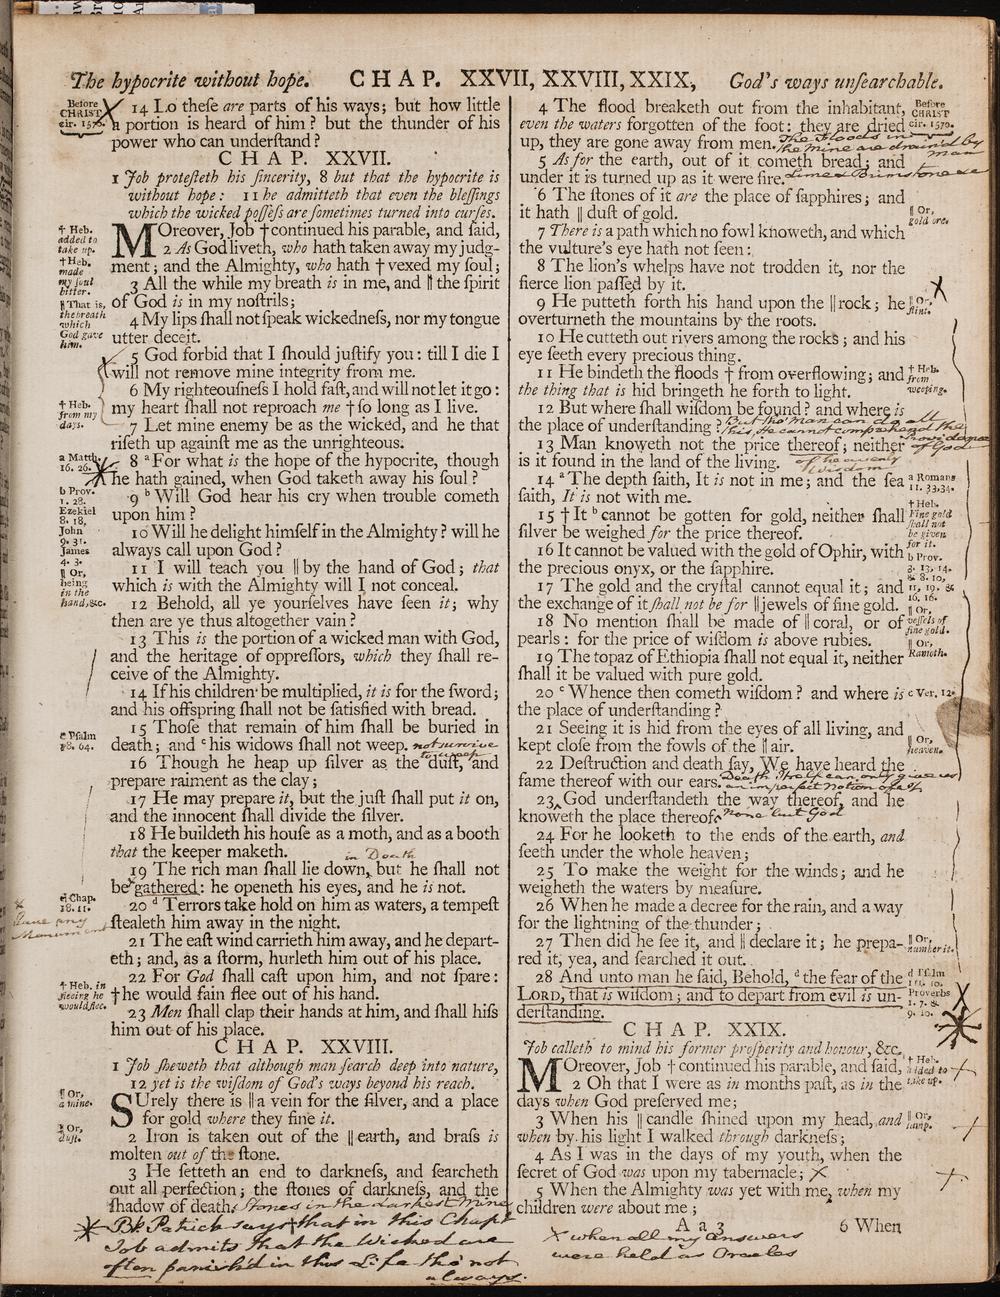 The hypocrite without hope. CHAP. XXVII, XXVIII, XXIX, God's ways unſearchable.
Before
CHRIST
cir. 1570.
14 Lo theſe are parts of his ways; but how little
a portion is heard of him? but the thunder of his
power who can underſtand?
CHAP. XXVII.
1 Job proteſteth his ſincerity, 8 but that the hypocrite is
without hope: 11 he admitteth that even the bleſſings
which the wicked poſſeſs are ſometimes turned into curſes.
† Heb.
added to
take up.
MOreover, Job † continued his parable, and ſaid,
2 As God liveth, who hath taken away my judg-
† Heb.
made
my ſoul
bitter.
ment; and the Almighty, who hath † vexed my ſoul;
3 All the while my breath is in me, and ‖ the ſpirit
‖ That is,
the breath
which
God gave
him.
of God is in my noſtrils;
4 My lips ſhall not ſpeak wickedneſs, nor my tongue
utter deceit.
5 God forbid that I ſhould juſtify you: till I die I
will not remove mine integrity from me.
6 My righteouſneſs I hold faſt, and will not let it go:
† Heb.
from my
days.
my heart ſhall not reproach me † ſo long as I live.
7 Let mine enemy be as the wicked, and he that
riſeth up againſt me as the unrighteous.
a Matth.
16. 26.
8 ª For what is the hope of the hypocrite, though
he hath gained, when God taketh away his ſoul?
b Prov.
1. 28.
Ezekiel
8. 18,
John
9. 31.
James
4. 3.
9 ᵇ Will God hear his cry when trouble cometh
upon him?
10 Will he delight himſelf in the Almighty? will he
always call upon God?
‖ Or,
being
in the
hand, &c.
11 I will teach you ‖ by the hand of God; that
which is with the Almighty will I not conceal.
12 Behold, all ye yourſelves have ſeen it; why
then are ye thus altogether vain?
13 This is the portion of a wicked man with God,
and the heritage of oppreſſors, which they ſhall re-
ceive of the Almighty.
14 If his children be multiplied, it is for the ſword;
and his offspring ſhall not be ſatisfied with bread.
15 Thoſe that remain of him ſhall be buried in
c Pſalm
78. 64.
death; and ᶜ his widows ſhall not weep. not survive
to weep
16 Though he heap up ſilver as the duſt, and
prepare raiment as the clay;
17 He may prepare it, but the juſt ſhall put it on,
and the innocent ſhall divide the ſilver.
18 He buildeth his houſe as a moth, and as a booth
that the keeper maketh.
in Death
19 The rich man ſhall lie down, but he ſhall not
be gathered: he openeth his eyes, and he is not.
d Chap.
18. 11.
20 ᵈ Terrors take hold on him as waters, a tempeſt
ſtealeth him away in the night.
21 The eaſt wind carrieth him away, and he depart-
eth; and, as a ſtorm, hurleth him out of his place.
22 For God ſhall caſt upon him, and not ſpare:
† Heb. in
fleeing he
would flee.
† he would fain flee out of his hand.
23 Men ſhall clap their hands at him, and ſhall hiſs
him out of his place.
CHAP. XXVIII.
1 Job ſheweth that although man ſearch deep into nature,
12 yet is the wiſdom of God's ways beyond his reach.
‖ Or,
a mine.
SUrely there is ‖ a vein for the ſilver, and a place
for gold where they fine it.
‖ Or,
duſt.
2 Iron is taken out of the ‖ earth, and braſs is
molten out of the ſtone.
3 He ſetteth an end to darkneſs, and ſearcheth
out all perfection; the ſtones of darkneſs, and the
ſhadow of death. Stones in the darkest Mine
Bp. Patrick says that in this Chapt
Job admits that the Wicked are
often punish'd in this Life tho' not
always.
4 The flood breaketh out from the inhabitant,
Before
CHRIST
cir. 1570.
even the waters forgotten of the foot: they are dried
up, they are gone away from men. The Floods in
the Mine are drain'd by
man
5 As for the earth, out of it cometh bread; and
under it is turned up as it were fire. Lime & Brimstone
6 The ſtones of it are the place of ſapphires; and
‖ Or,
gold ore.
it hath ‖ duſt of gold.
7 There is a path which no fowl knoweth, and which
the vulture's eye hath not ſeen:
8 The lion's whelps have not trodden it, nor the
fierce lion paſſed by it.
9 He putteth forth his hand upon the ‖ rock; he
‖ Or,
flint.
overturneth the mountains by the roots.
10 He cutteth out rivers among the rocks; and his
eye ſeeth every precious thing.
11 He bindeth the floods † from overflowing; and
† Heb.
from
weeping.
the thing that is hid bringeth he forth to light.
12 But where ſhall wiſdom be found? and where is
the place of underſtanding? But tho' Man can do all
this, He cannot comprehend the
Providence
of God
13 Man knoweth not the price thereof; neither
is it found in the land of the living. of heavenly
Wisdom
14 ª The depth ſaith, It is not in me; and the ſea
a Romans
11. 33,34.
ſaith, It is not with me.
15 † It ᵇ cannot be gotten for gold, neither ſhall
† Heb.
Fine gold
ſhall not
be given
for it.
ſilver be weighed for the price thereof.
16 It cannot be valued with the gold of Ophir, with
b Prov.
3. 13, 14.
& 8. 10,
11, 19. &
16. 16.
the precious onyx, or the ſapphire.
17 The gold and the cryſtal cannot equal it; and
the exchange of it ſhall not be for ‖ jewels of fine gold.
‖ Or,
veſſels of
fine gold.
18 No mention ſhall be made of ‖ coral, or of
‖ Or,
Ramoth.
pearls: for the price of wiſdom is above rubies.
19 The topaz of Ethiopia ſhall not equal it, neither
ſhall it be valued with pure gold.
20 ᶜ Whence then cometh wiſdom? and where is
c Ver. 12.
the place of underſtanding?
21 Seeing it is hid from the eyes of all living, and
‖ Or,
heaven.
kept cloſe from the fowls of the ‖ air.
22 Deſtruction and death ſay, We have heard the
fame thereof with our ears. Death itself can only give us
an imperfect notion of it
23 God underſtandeth the way thereof, and he
knoweth the place thereof. None but God
24 For he looketh to the ends of the earth, and
ſeeth under the whole heaven;
25 To make the weight for the winds; and he
weigheth the waters by meaſure.
26 When he made a decree for the rain, and a way
for the lightning of the thunder;
27 Then did he ſee it, and ‖ declare it; he prepa-
‖ Or,
number it.
red it, yea, and ſearched it out.
28 And unto man he ſaid, Behold, ᵈ the fear of the
d Pſalm
111. 10.
Proverbs
1. 7. &
9. 10.
LORD, that is wiſdom; and to depart from evil is un-
derſtanding.
CHAP. XXIX.
Job calleth to mind his former proſperity and honour, &c.
MOreover, Job † continued his parable, and ſaid,
† Heb.
added to
take up.
2 Oh that I were as in months paſt, as in the
days when God preſerved me;
3 When his ‖ candle ſhined upon my head, and
‖ Or,
lamp.
when by his light I walked through darkneſs;
4 As I was in the days of my youth, when the
ſecret of God was upon my tabernacle;
5 When the Almighty was yet with me, when my
children were about me;
A a 3 6 When
X when all my answers
were held as Oracles